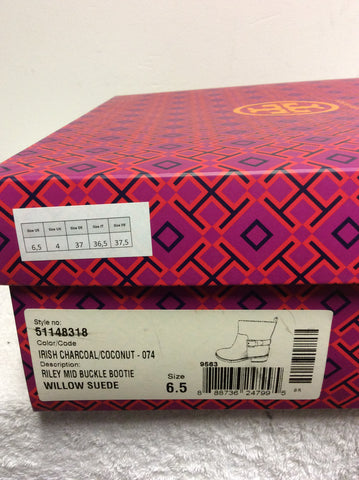 Size US Size UK Size FR Size IT Size EU
6,5 4 37 36,5 37,5
Style no:
51148318
Color/Code
IRISH CHARCOAL/COCONUT - 074
Description:
RILEY MID BUCKLE BOOTIE
WILLOW SUEDE
Size
6.5
9583
8 88736 24799 5